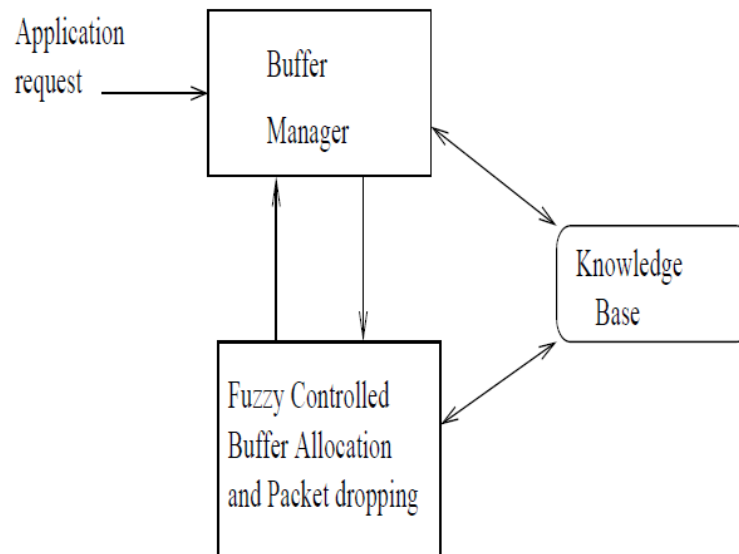 Application
request
Buffer
Manager
Knowledge
Base
Fuzzy Controlled
Buffer Allocation
and Packet dropping